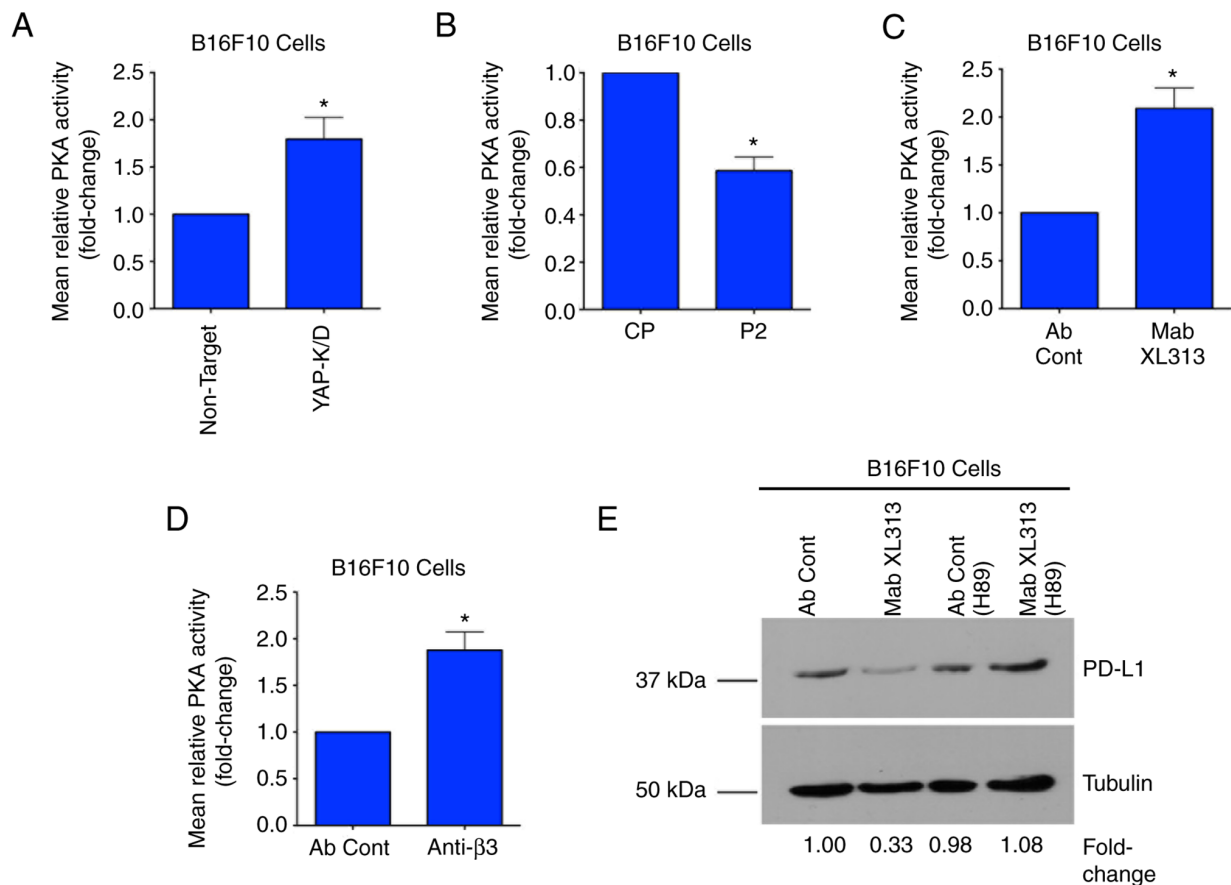 A
B16F10 Cells
Mean relative PKA activity
(fold-change)
2.5
2.0
1.5
1.0
0.5
0.0
*
Non-Target
YAP-K/D
B
B16F10 Cells
Mean relative PKA activity
(fold-change)
1.0
0.8
0.6
0.4
0.2
0.0
*
CP
P2
C
B16F10 Cells
Mean relative PKA activity
(fold-change)
2.5
2.0
1.5
1.0
0.5
0.0
*
Ab
Cont
Mab
XL313
D
B16F10 Cells
Mean relative PKA activity
(fold-change)
2.5
2.0
1.5
1.0
0.5
0.0
*
Ab Cont
Anti-β3
E
B16F10 Cells
Ab Cont
Mab XL313
Ab Cont
(H89)
Mab XL313
(H89)
37 kDa
PD-L1
50 kDa
Tubulin
1.00 0.33 0.98 1.08 Fold-
change